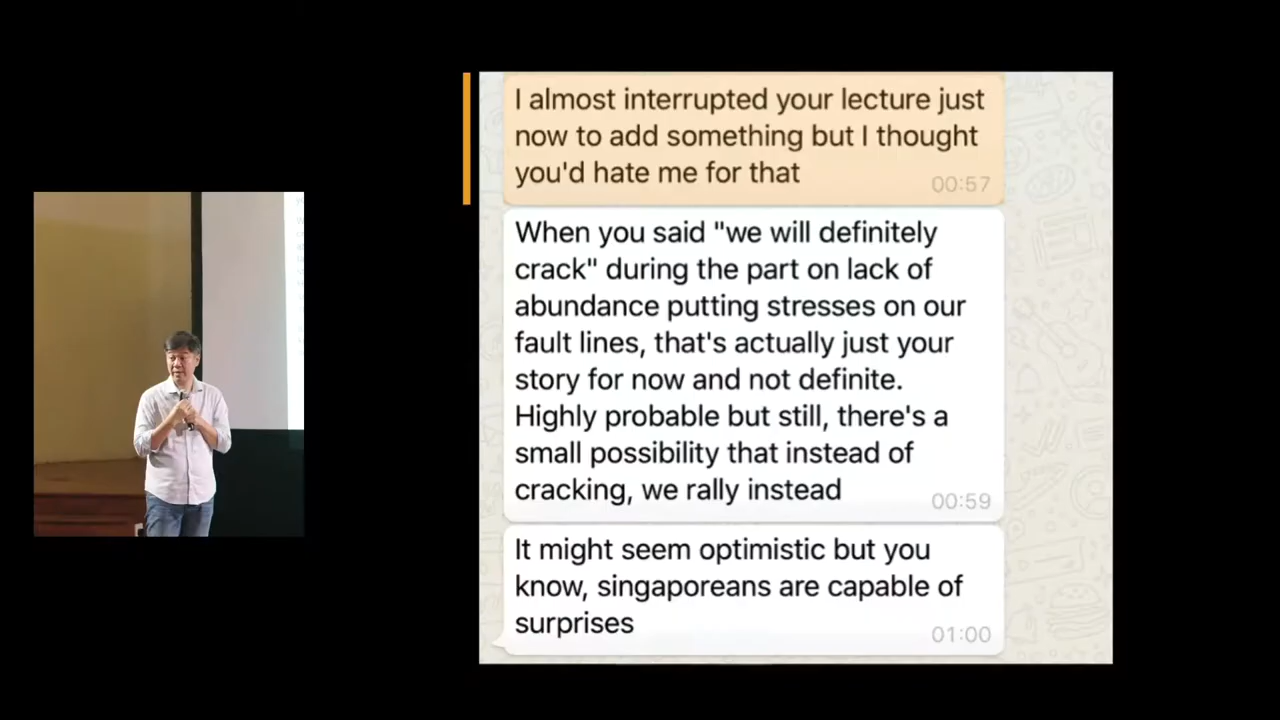 I almost interrupted your lecture just
now to add something but I thought
you'd hate me for that
00:57
When you said "we will definitely
crack" during the part on lack of
abundance putting stresses on our
fault lines, that's actually just your
story for now and not definite.
Highly probable but still, there's a
small possibility that instead of
cracking, we rally instead
00:59
It might seem optimistic but you
know, singaporeans are capable of
surprises
01:00